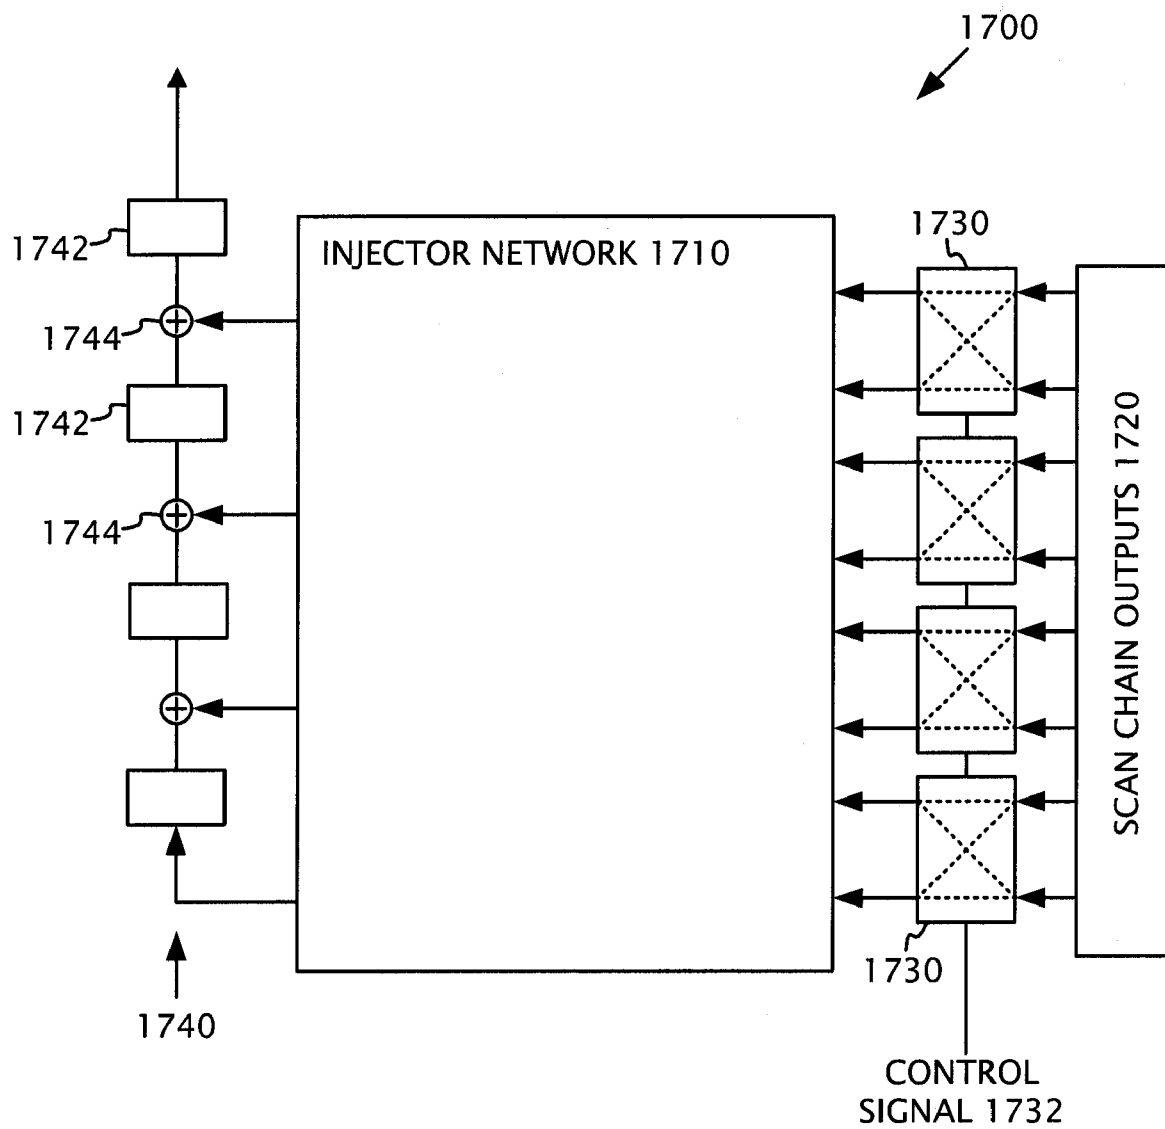 1700
1742
1744
1742
1744
INJECTOR NETWORK 1710
1730
SCAN CHAIN OUTPUTS 1720
1730
1740
CONTROL
SIGNAL 1732